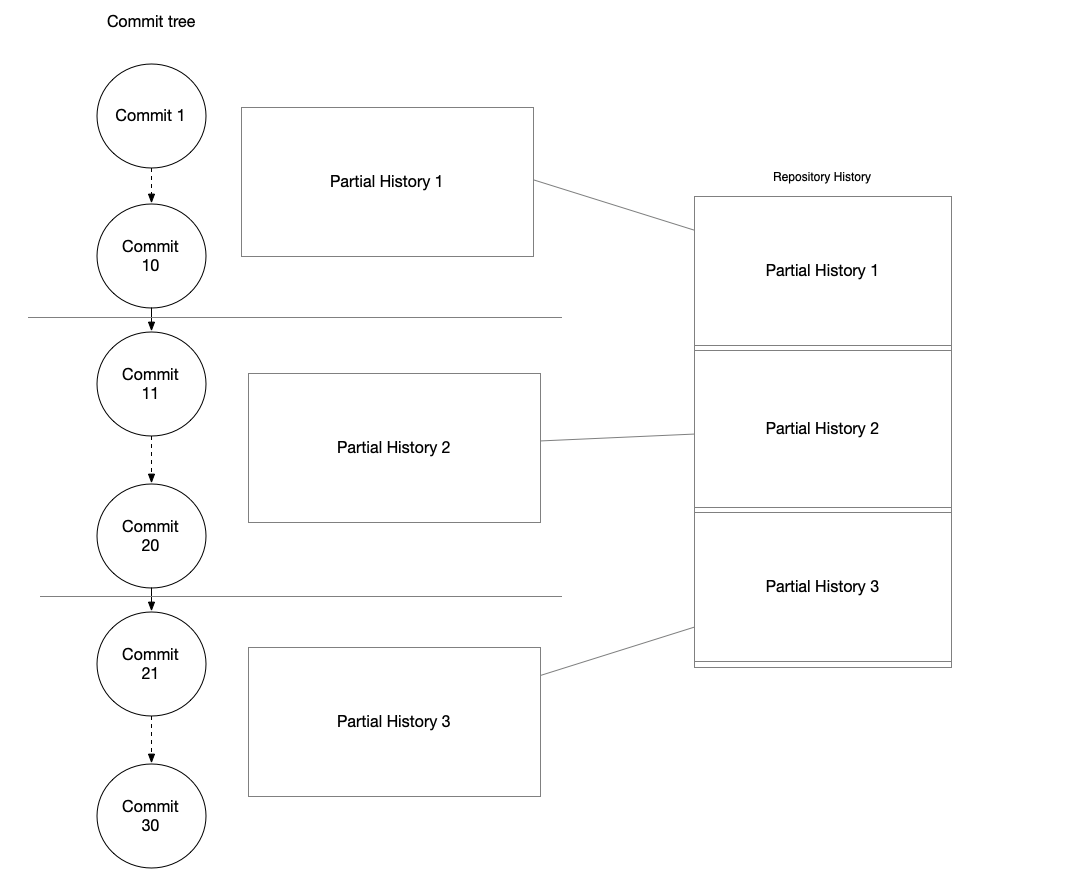 Commit tree
Commit 1
Commit
10
Commit
11
Commit
20
Commit
21
Commit
30
Partial History 1
Partial History 2
Partial History 3
Repository History
Partial History 1
Partial History 2
Partial History 3